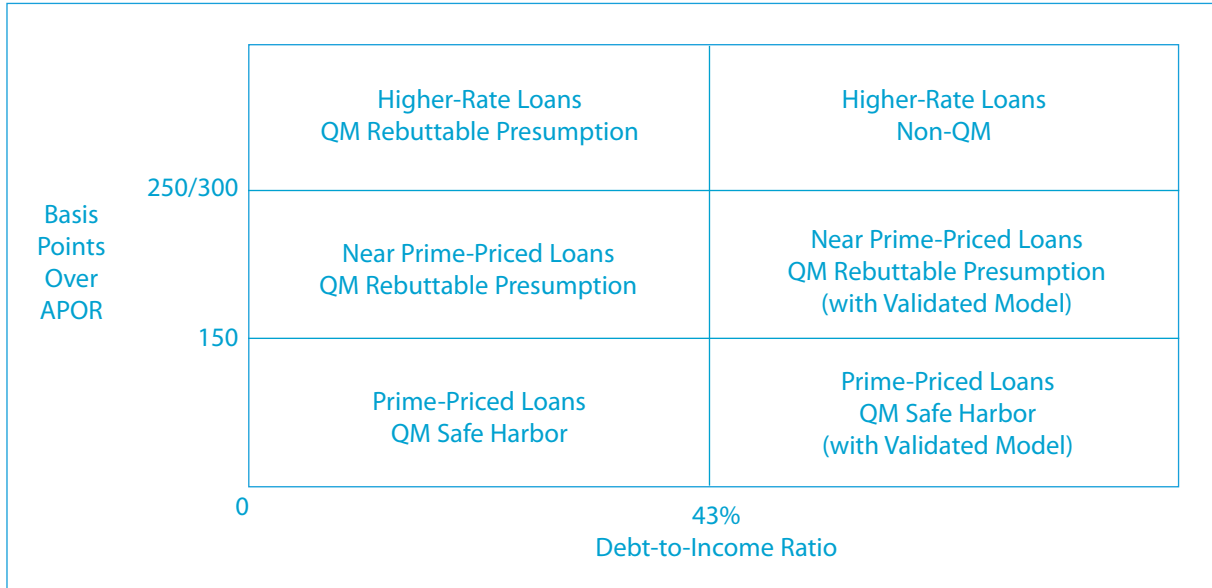 Higher-Rate Loans
QM Rebuttable Presumption
Higher-Rate Loans
Non-QM
250/300
Basis
Points
Over
APOR
Near Prime-Priced Loans
QM Rebuttable Presumption
Near Prime-Priced Loans
QM Rebuttable Presumption
(with Validated Model)
150
Prime-Priced Loans
QM Safe Harbor
Prime-Priced Loans
QM Safe Harbor
(with Validated Model)
0
43%
Debt-to-Income Ratio